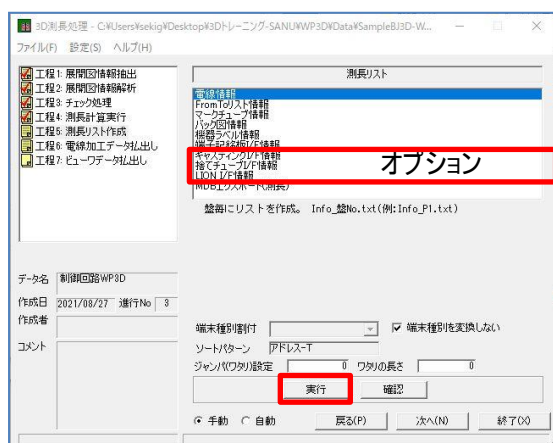 3D測長処理 - C:¥Users¥sekig¥Desktop¥3Dトレーニング-SANU¥WP3D¥Data¥SampleBJ3D-W...
ファイル(F) 設定(S) ヘルプ(H)
工程1: 展開図情報抽出
工程2: 展開図情報解析
工程3: チェック処理
工程4: 測長計算実行
工程5: 測長リスト作成
工程6: 電線加工データ払出し
工程7: ビューワデータ払出し
測長リスト
電線情報
FromToリスト情報
マークチューブ情報
バック図情報
機器ラベル情報
端子記名板I/F情報
キャスティングI/F情報
捨てチューブI/F情報
LION I/F情報
MDBエクスポート(測長)
オプション
盤毎にリストを作成。 Info_盤No.txt(例:Info_P1.txt)
データ名 制御回路WP3D
作成日 2021/08/27 進行No 3
作成者
コメント
端末種別割付 端末種別を変換しない
ソートパターン アドレス-T
ジャンパ(ワタリ)設定 0 ワタリの長さ 0
実行 確認
手動 自動 戻る(P) 次へ(N) 終了(X)